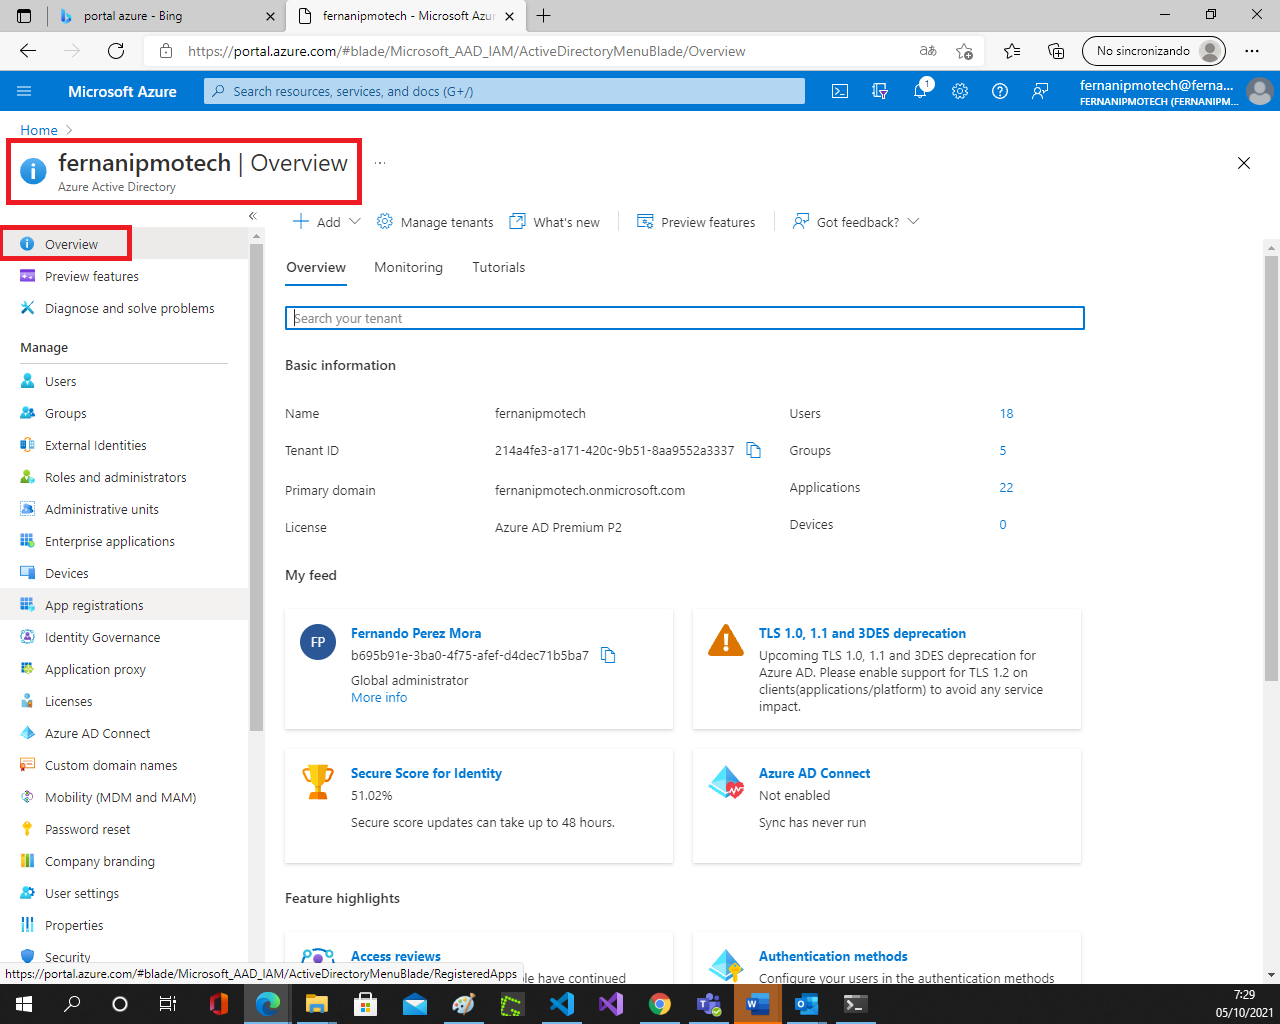 portal azure - Bing
fernanipmotech - Microsoft Azu
https://portal.azure.com/#blade/Microsoft_AAD_IAM/ActiveDirectoryMenuBlade/Overview
aあ
No sincronizando
Microsoft Azure
Search resources, services, and docs (G+/)
1
fernanipmotech@ferna...
FERNANIPMOTECH (FERNANIPM...
Home
fernanipmotech | Overview
Azure Active Directory
Add
Manage tenants
What's new
Preview features
Got feedback?
Overview
Preview features
Diagnose and solve problems
Manage
Users
Groups
External Identities
Roles and administrators
Administrative units
Enterprise applications
Devices
App registrations
Identity Governance
Application proxy
Licenses
Azure AD Connect
Custom domain names
Mobility (MDM and MAM)
Password reset
Company branding
User settings
Properties
Security
Overview
Monitoring
Tutorials
Search your tenant
Basic information
Name
fernanipmotech
Users
18
Tenant ID
214a4fe3-a171-420c-9b51-8aa9552a3337
Groups
5
Primary domain
fernanipmotech.onmicrosoft.com
Applications
22
License
Azure AD Premium P2
Devices
0
My feed
FP
Fernando Perez Mora
b695b91e-3ba0-4f75-afef-d4dec71b5ba7
Global administrator
More info
TLS 1.0, 1.1 and 3DES deprecation
Upcoming TLS 1.0, 1.1 and 3DES deprecation for
Azure AD. Please enable support for TLS 1.2 on
clients(applications/platform) to avoid any service
impact.
Secure Score for Identity
51.02%
Secure score updates can take up to 48 hours.
Azure AD Connect
Not enabled
Sync has never run
Feature highlights
Access reviews
le have continued
Authentication methods
Configure your users in the authentication methods
https://portal.azure.com/#blade/Microsoft_AAD_IAM/ActiveDirectoryMenuBlade/RegisteredApps
7:29
05/10/2021